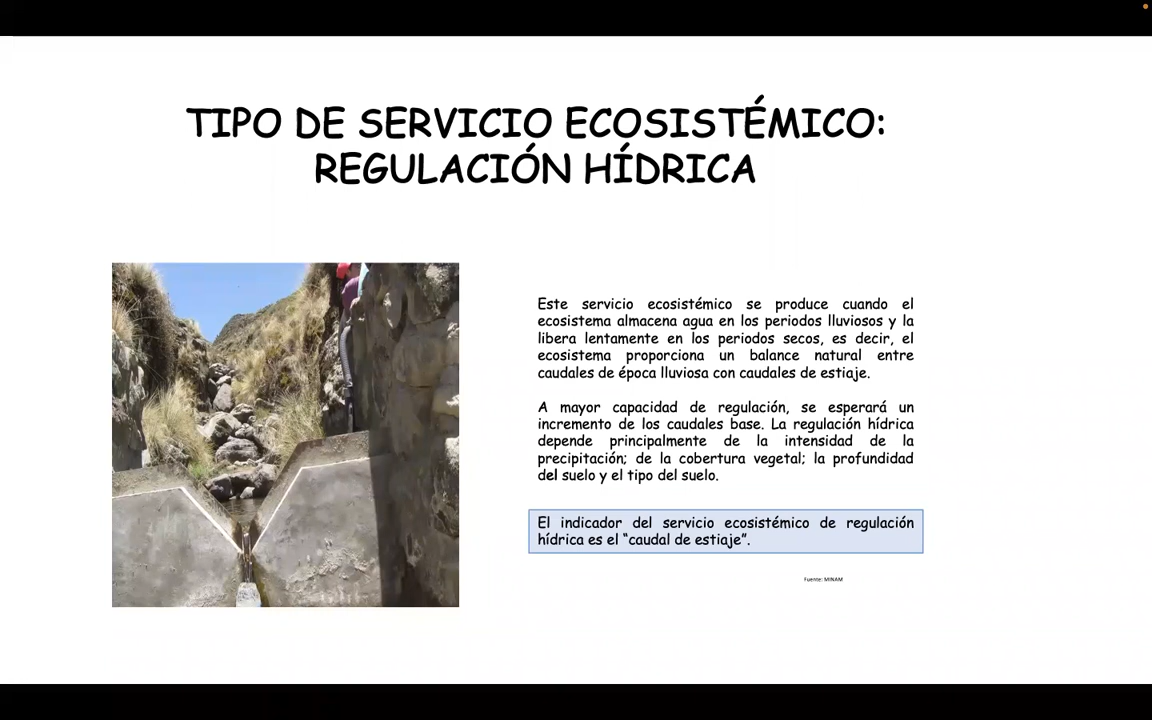 TIPO DE SERVICIO ECOSISTÉMICO:
REGULACIÓN HÍDRICA
Este servicio ecosistémico se produce cuando el
ecosistema almacena agua en los periodos lluviosos y la
libera lentamente en los periodos secos, es decir, el
ecosistema proporciona un balance natural entre
caudales de época lluviosa con caudales de estiaje.
A mayor capacidad de regulación, se esperará un
incremento de los caudales base. La regulación hídrica
depende principalmente de la intensidad de la
precipitación; de la cobertura vegetal; la profundidad
del suelo y el tipo del suelo.
El indicador del servicio ecosistémico de regulación
hídrica es el “caudal de estiaje”.
Fuente: MINAM